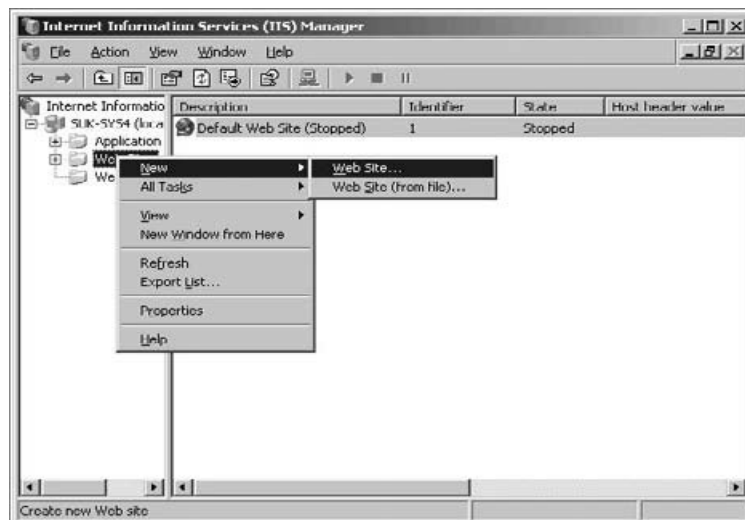 Internet Information Services (IIS) Manager
File Action View Window Help
Internet Informatio
SUK-SY54 (loca
Application
We
We
Description Identifier State Host header value
Default Web Site (Stopped) 1 Stopped
New
All Tasks
View
New Window from Here
Refresh
Export List...
Properties
Help
Web Site...
Web Site (from file)...
Create new Web site